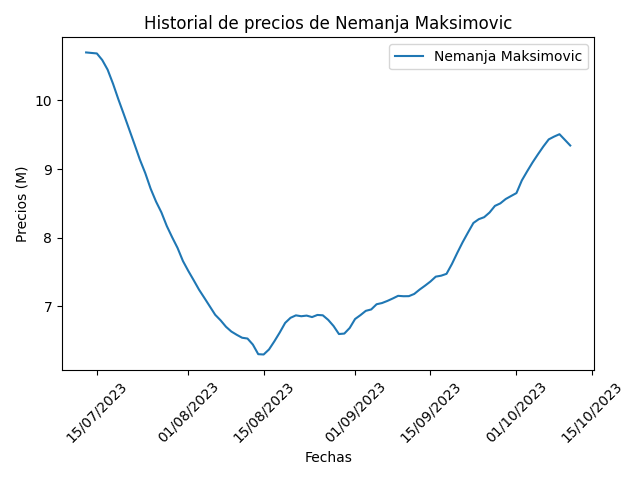 Historial de precios de Nemanja Maksimovic
Nemanja Maksimovic
Precios (M)
10
9
8
7
15/07/2023
01/08/2023
15/08/2023
01/09/2023
15/09/2023
01/10/2023
15/10/2023
Fechas